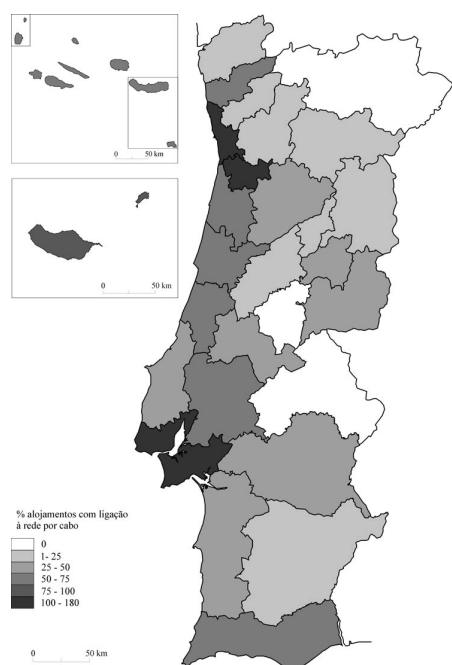 0 50 km
0 50 km
% alojamentos com ligação
à rede por cabo
0
1- 25
25 - 50
50 - 75
75 - 100
100 - 180
0 50 km